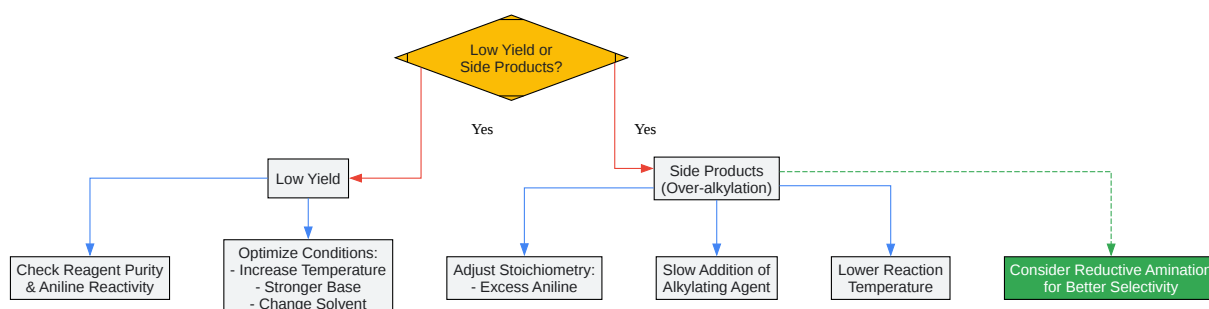 Low Yield or
Side Products?
Yes
Yes
Low Yield
Side Products
(Over-alkylation)
Check Reagent Purity
& Aniline Reactivity
Optimize Conditions:
- Increase Temperature
- Stronger Base
- Change Solvent
Adjust Stoichiometry:
- Excess Aniline
Slow Addition of
Alkylating Agent
Lower Reaction
Temperature
Consider Reductive Amination
for Better Selectivity